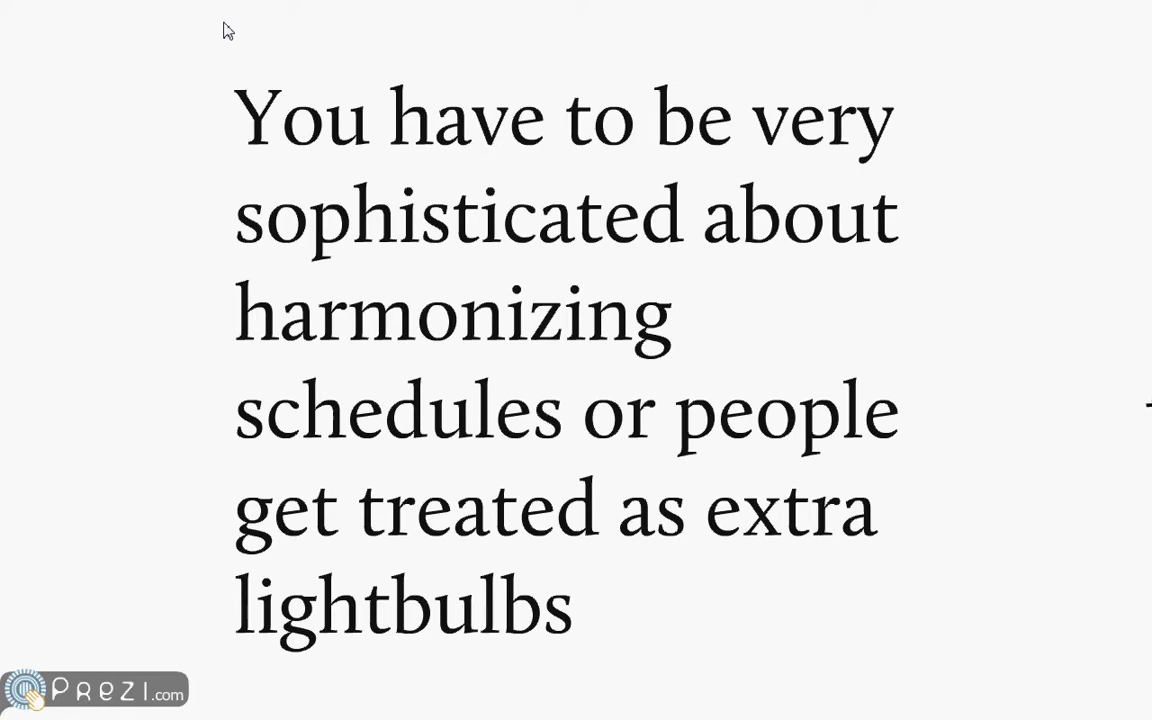 You have to be very
sophisticated about
harmonizing
schedules or people
get treated as extra
lightbulbs
Prezi.com